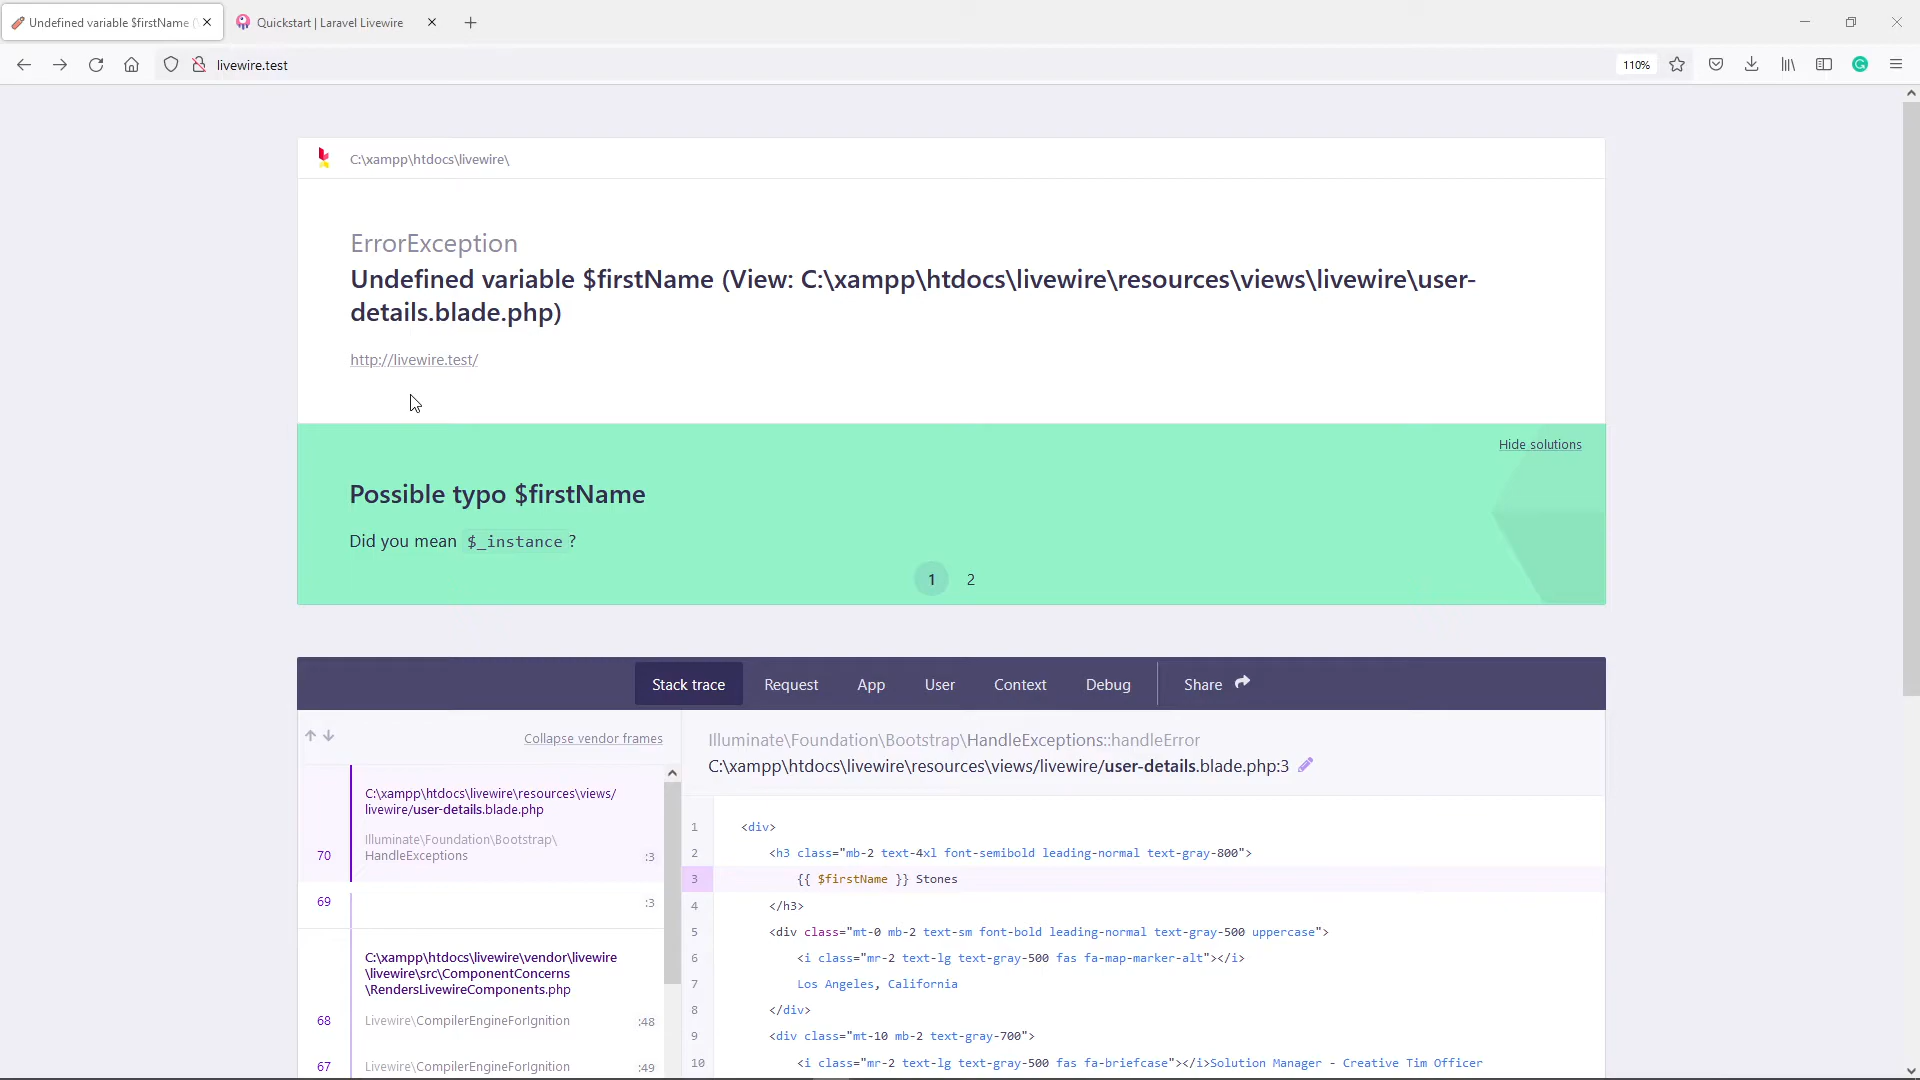 Undefined variable $firstName (
Quickstart | Laravel Livewire
livewire.test
110%
C:\xampp\htdocs\livewire\
ErrorException
Undefined variable $firstName (View: C:\xampp\htdocs\livewire\resources\views\livewire\user-
details.blade.php)
http://livewire.test/
Hide solutions
Possible typo $firstName
Did you mean $_instance ?
1 2
Stack trace Request App User Context Debug Share
Collapse vendor frames
C:\xampp\htdocs\livewire\resources\views/
livewire/user-details.blade.php
Illuminate\Foundation\Bootstrap\
70 HandleExceptions :3
69 :3
C:\xampp\htdocs\livewire\vendor\livewire
\livewire\src\ComponentConcerns
\RendersLivewireComponents.php
68 Livewire\CompilerEngineForIgnition :48
67 Livewire\CompilerEngineForIgnition :49
Illuminate\Foundation\Bootstrap\HandleExceptions::handleError
C:\xampp\htdocs\livewire\resources\views/livewire/user-details.blade.php:3
1 <div>
2 <h3 class="mb-2 text-4xl font-semibold leading-normal text-gray-800">
3 {{ $firstName }} Stones
4 </h3>
5 <div class="mt-0 mb-2 text-sm font-bold leading-normal text-gray-500 uppercase">
6 <i class="mr-2 text-lg text-gray-500 fas fa-map-marker-alt"></i>
7 Los Angeles, California
8 </div>
9 <div class="mt-10 mb-2 text-gray-700">
10 <i class="mr-2 text-lg text-gray-500 fas fa-briefcase"></i>Solution Manager - Creative Tim Officer